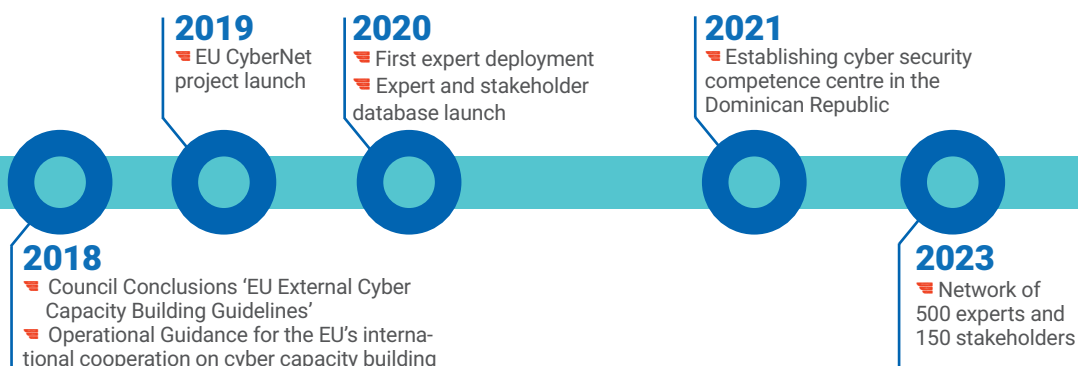 2019
EU CyberNet
project launch
2020
First expert deployment
Expert and stakeholder
database launch
2021
Establishing cyber security
competence centre in the
Dominican Republic
2018
Council Conclusions ‘EU External Cyber
Capacity Building Guidelines’
Operational Guidance for the EU’s interna-
tional cooperation on cyber capacity building
2023
Network of
500 experts and
150 stakeholders